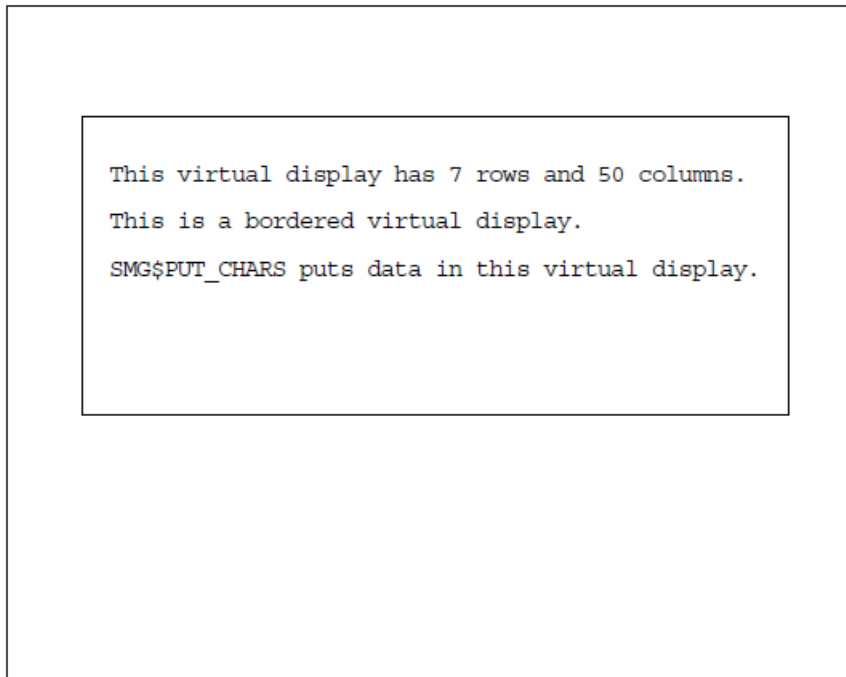 This virtual display has 7 rows and 50 columns.
This is a bordered virtual display.
SMG$PUT_CHARS puts data in this virtual display.